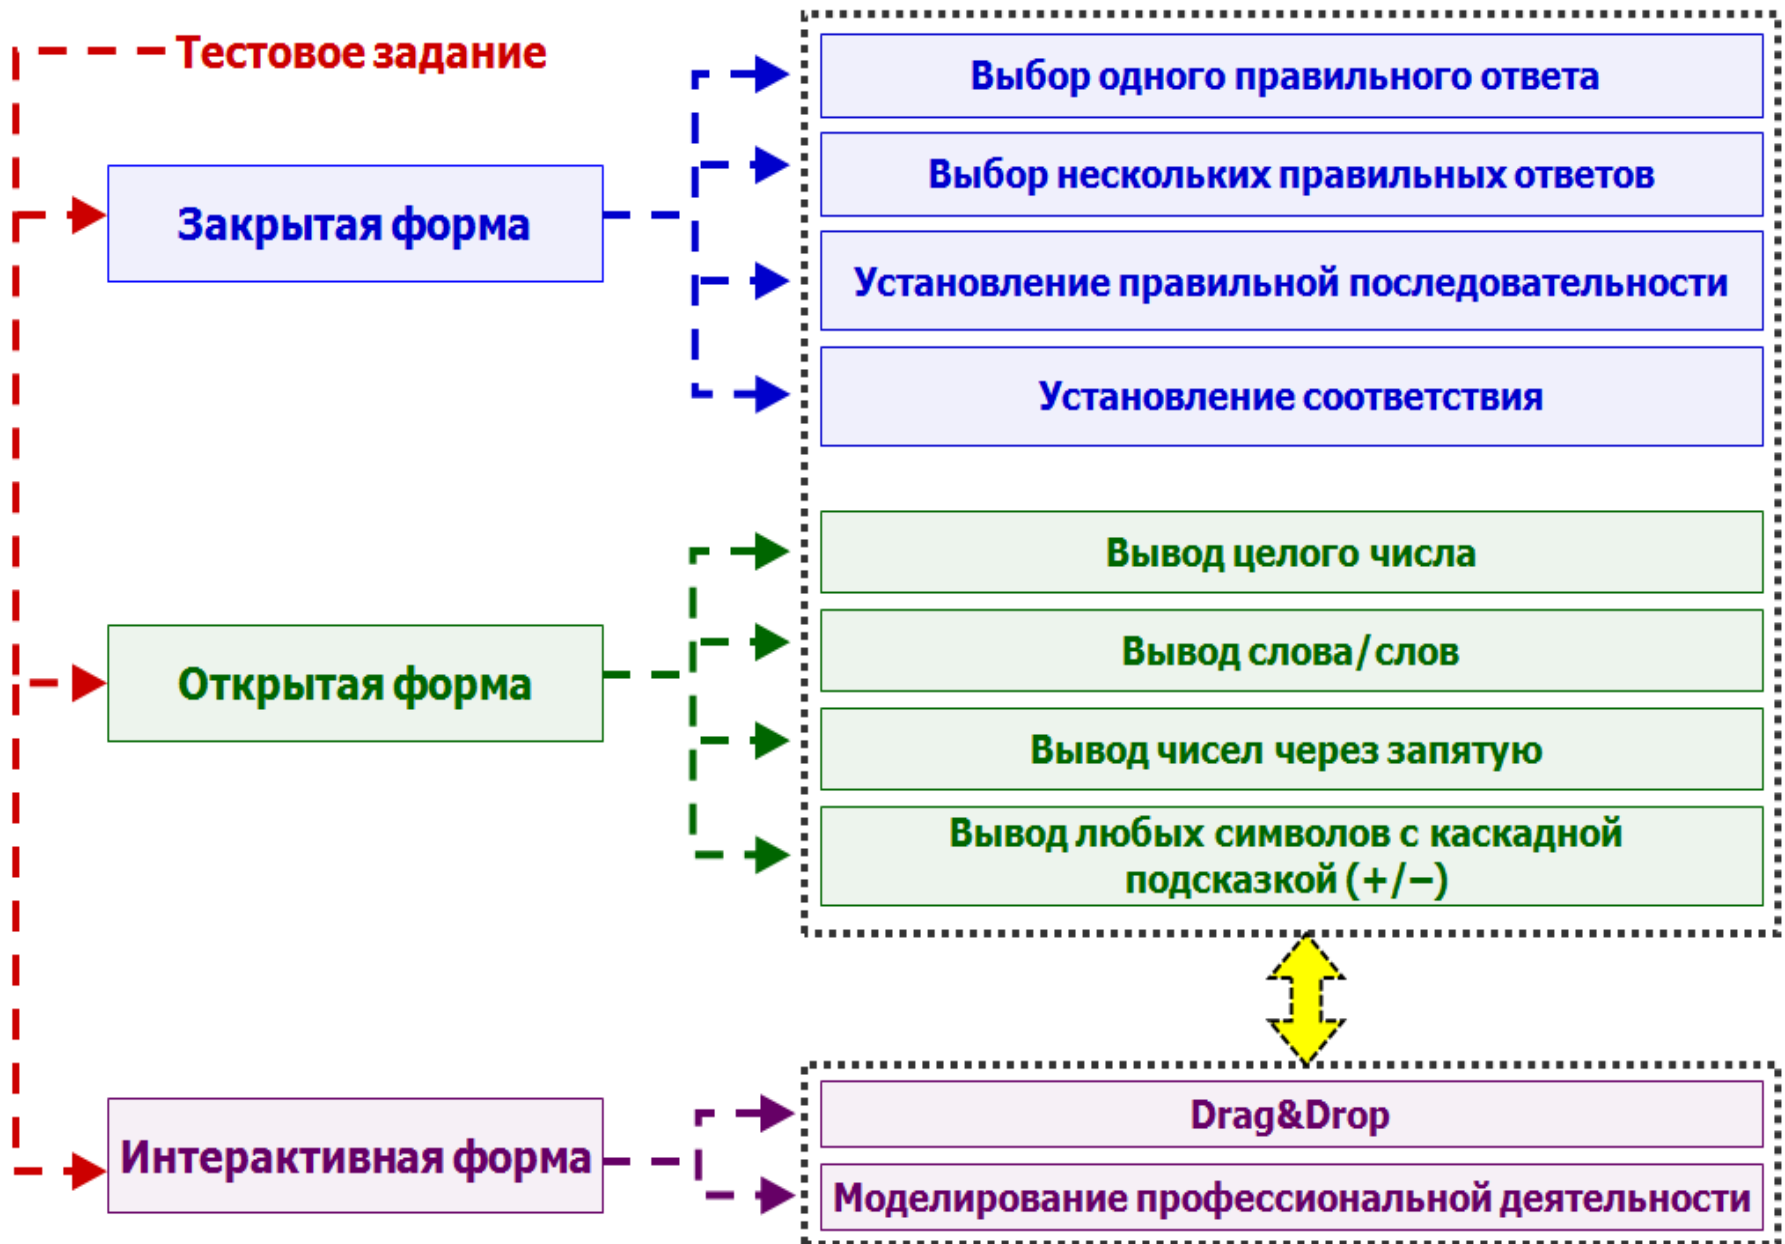 Тестовое задание
Закрытая форма
Выбор одного правильного ответа
Выбор нескольких правильных ответов
Установление правильной последовательности
Установление соответствия
Открытая форма
Вывод целого числа
Вывод слова/слов
Вывод чисел через запятую
Вывод любых символов с каскадной
подсказкой (+/−)
Интерактивная форма
Drag&Drop
Моделирование профессиональной деятельности